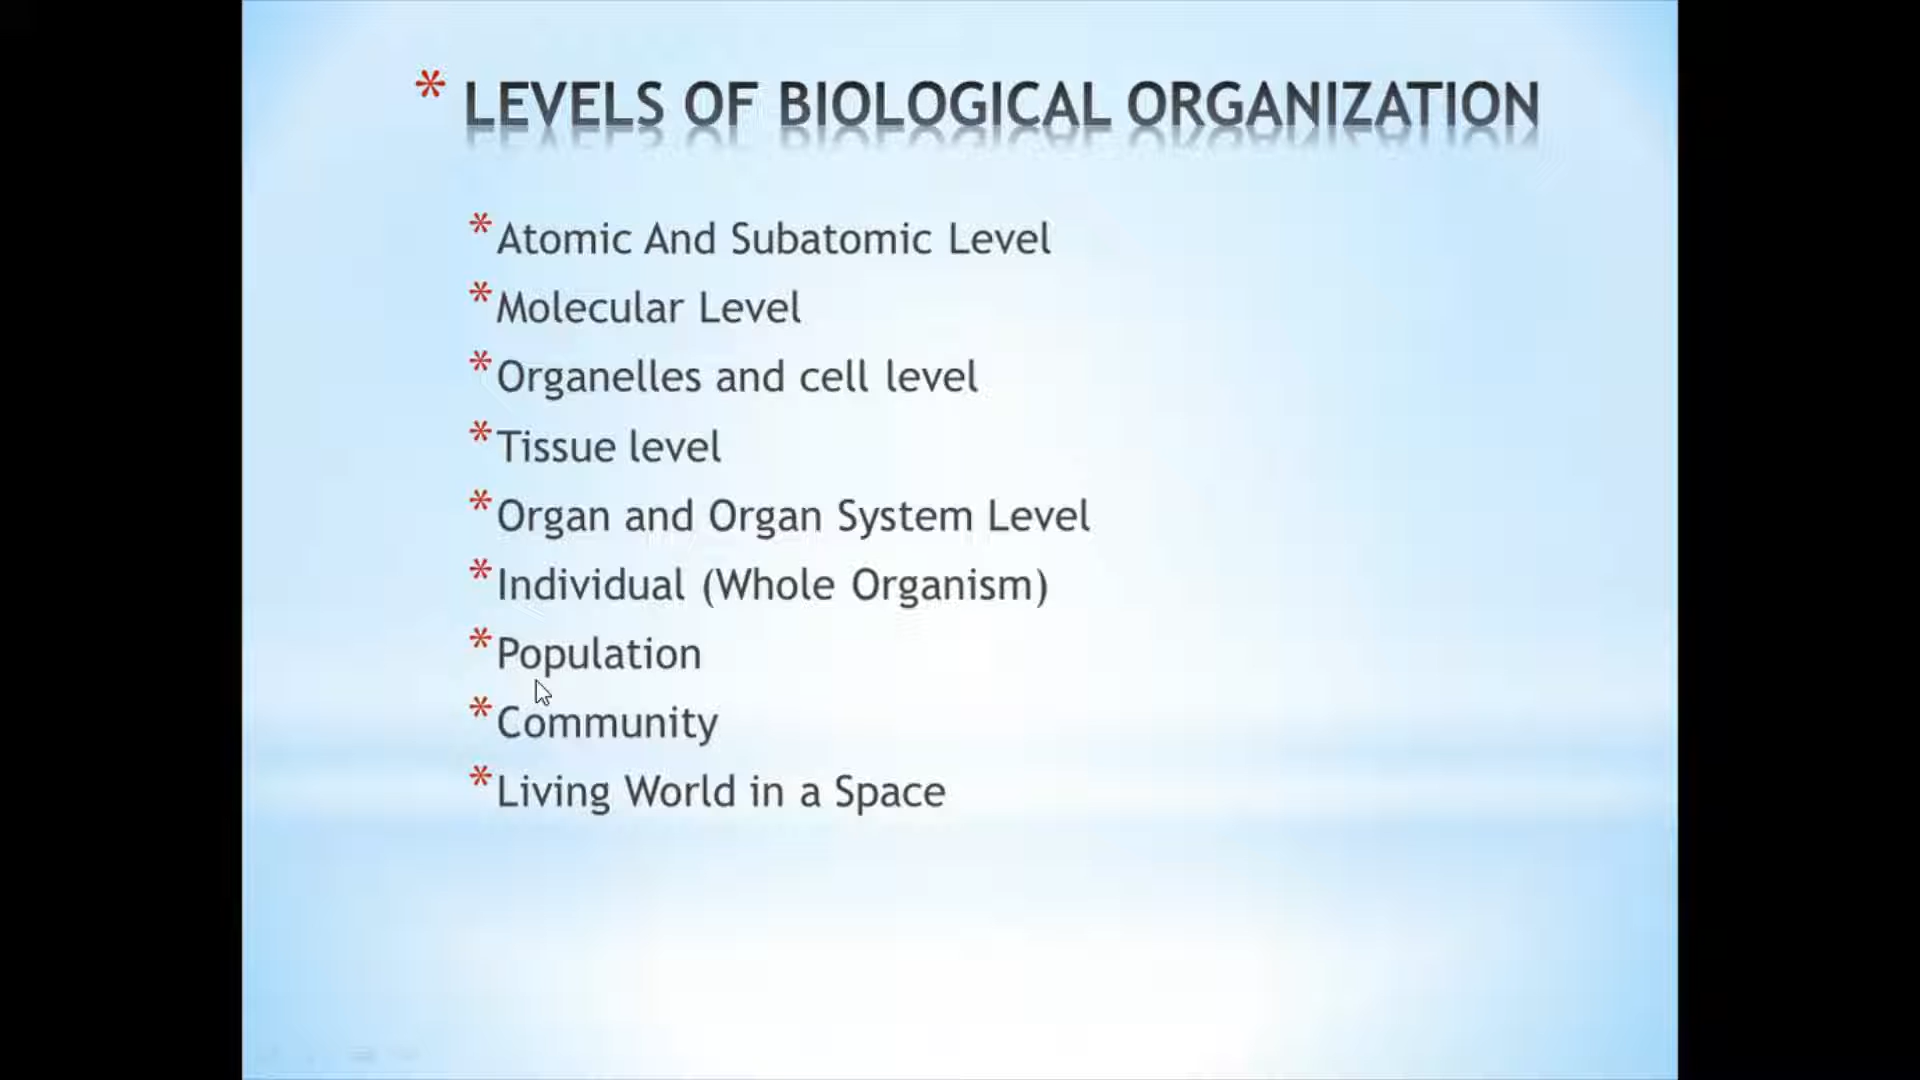 * LEVELS OF BIOLOGICAL ORGANIZATION
* Atomic And Subatomic Level
* Molecular Level
* Organelles and cell level
* Tissue level
* Organ and Organ System Level
* Individual (Whole Organism)
* Population
* Community
* Living World in a Space